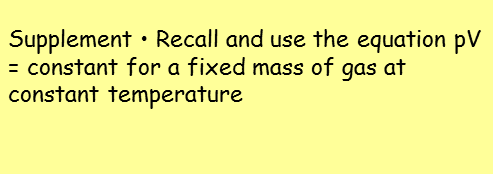 Supplement • Recall and use the equation pV
= constant for a fixed mass of gas at
constant temperature